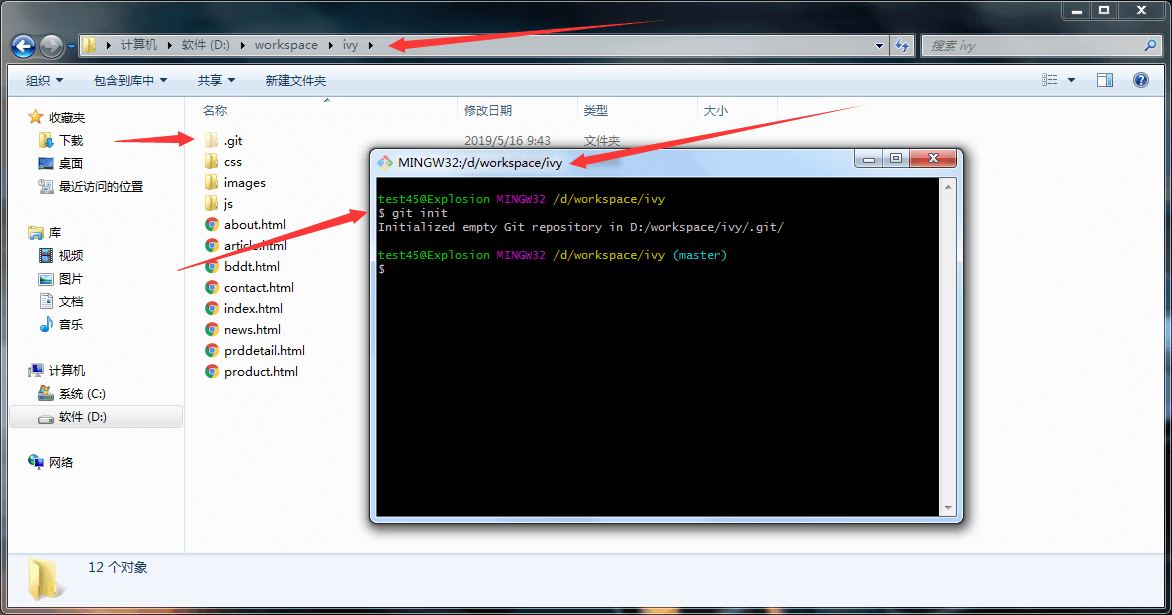 计算机 软件 (D:) workspace ivy
搜索 ivy
组织 包含到库中 共享 新建文件夹
收藏夹
下载
桌面
最近访问的位置
库
视频
图片
文档
音乐
计算机
系统 (C:)
软件 (D:)
网络
名称 修改日期 类型 大小
.git 2019/5/16 9:43 文件夹
css
images
js
about.html
article.html
bddt.html
contact.html
index.html
news.html
prddetail.html
product.html
MINGW32:/d/workspace/ivy
test45@Explosion MINGW32 /d/workspace/ivy
$ git init
Initialized empty Git repository in D:/workspace/ivy/.git/
test45@Explosion MINGW32 /d/workspace/ivy (master)
$
12 个对象